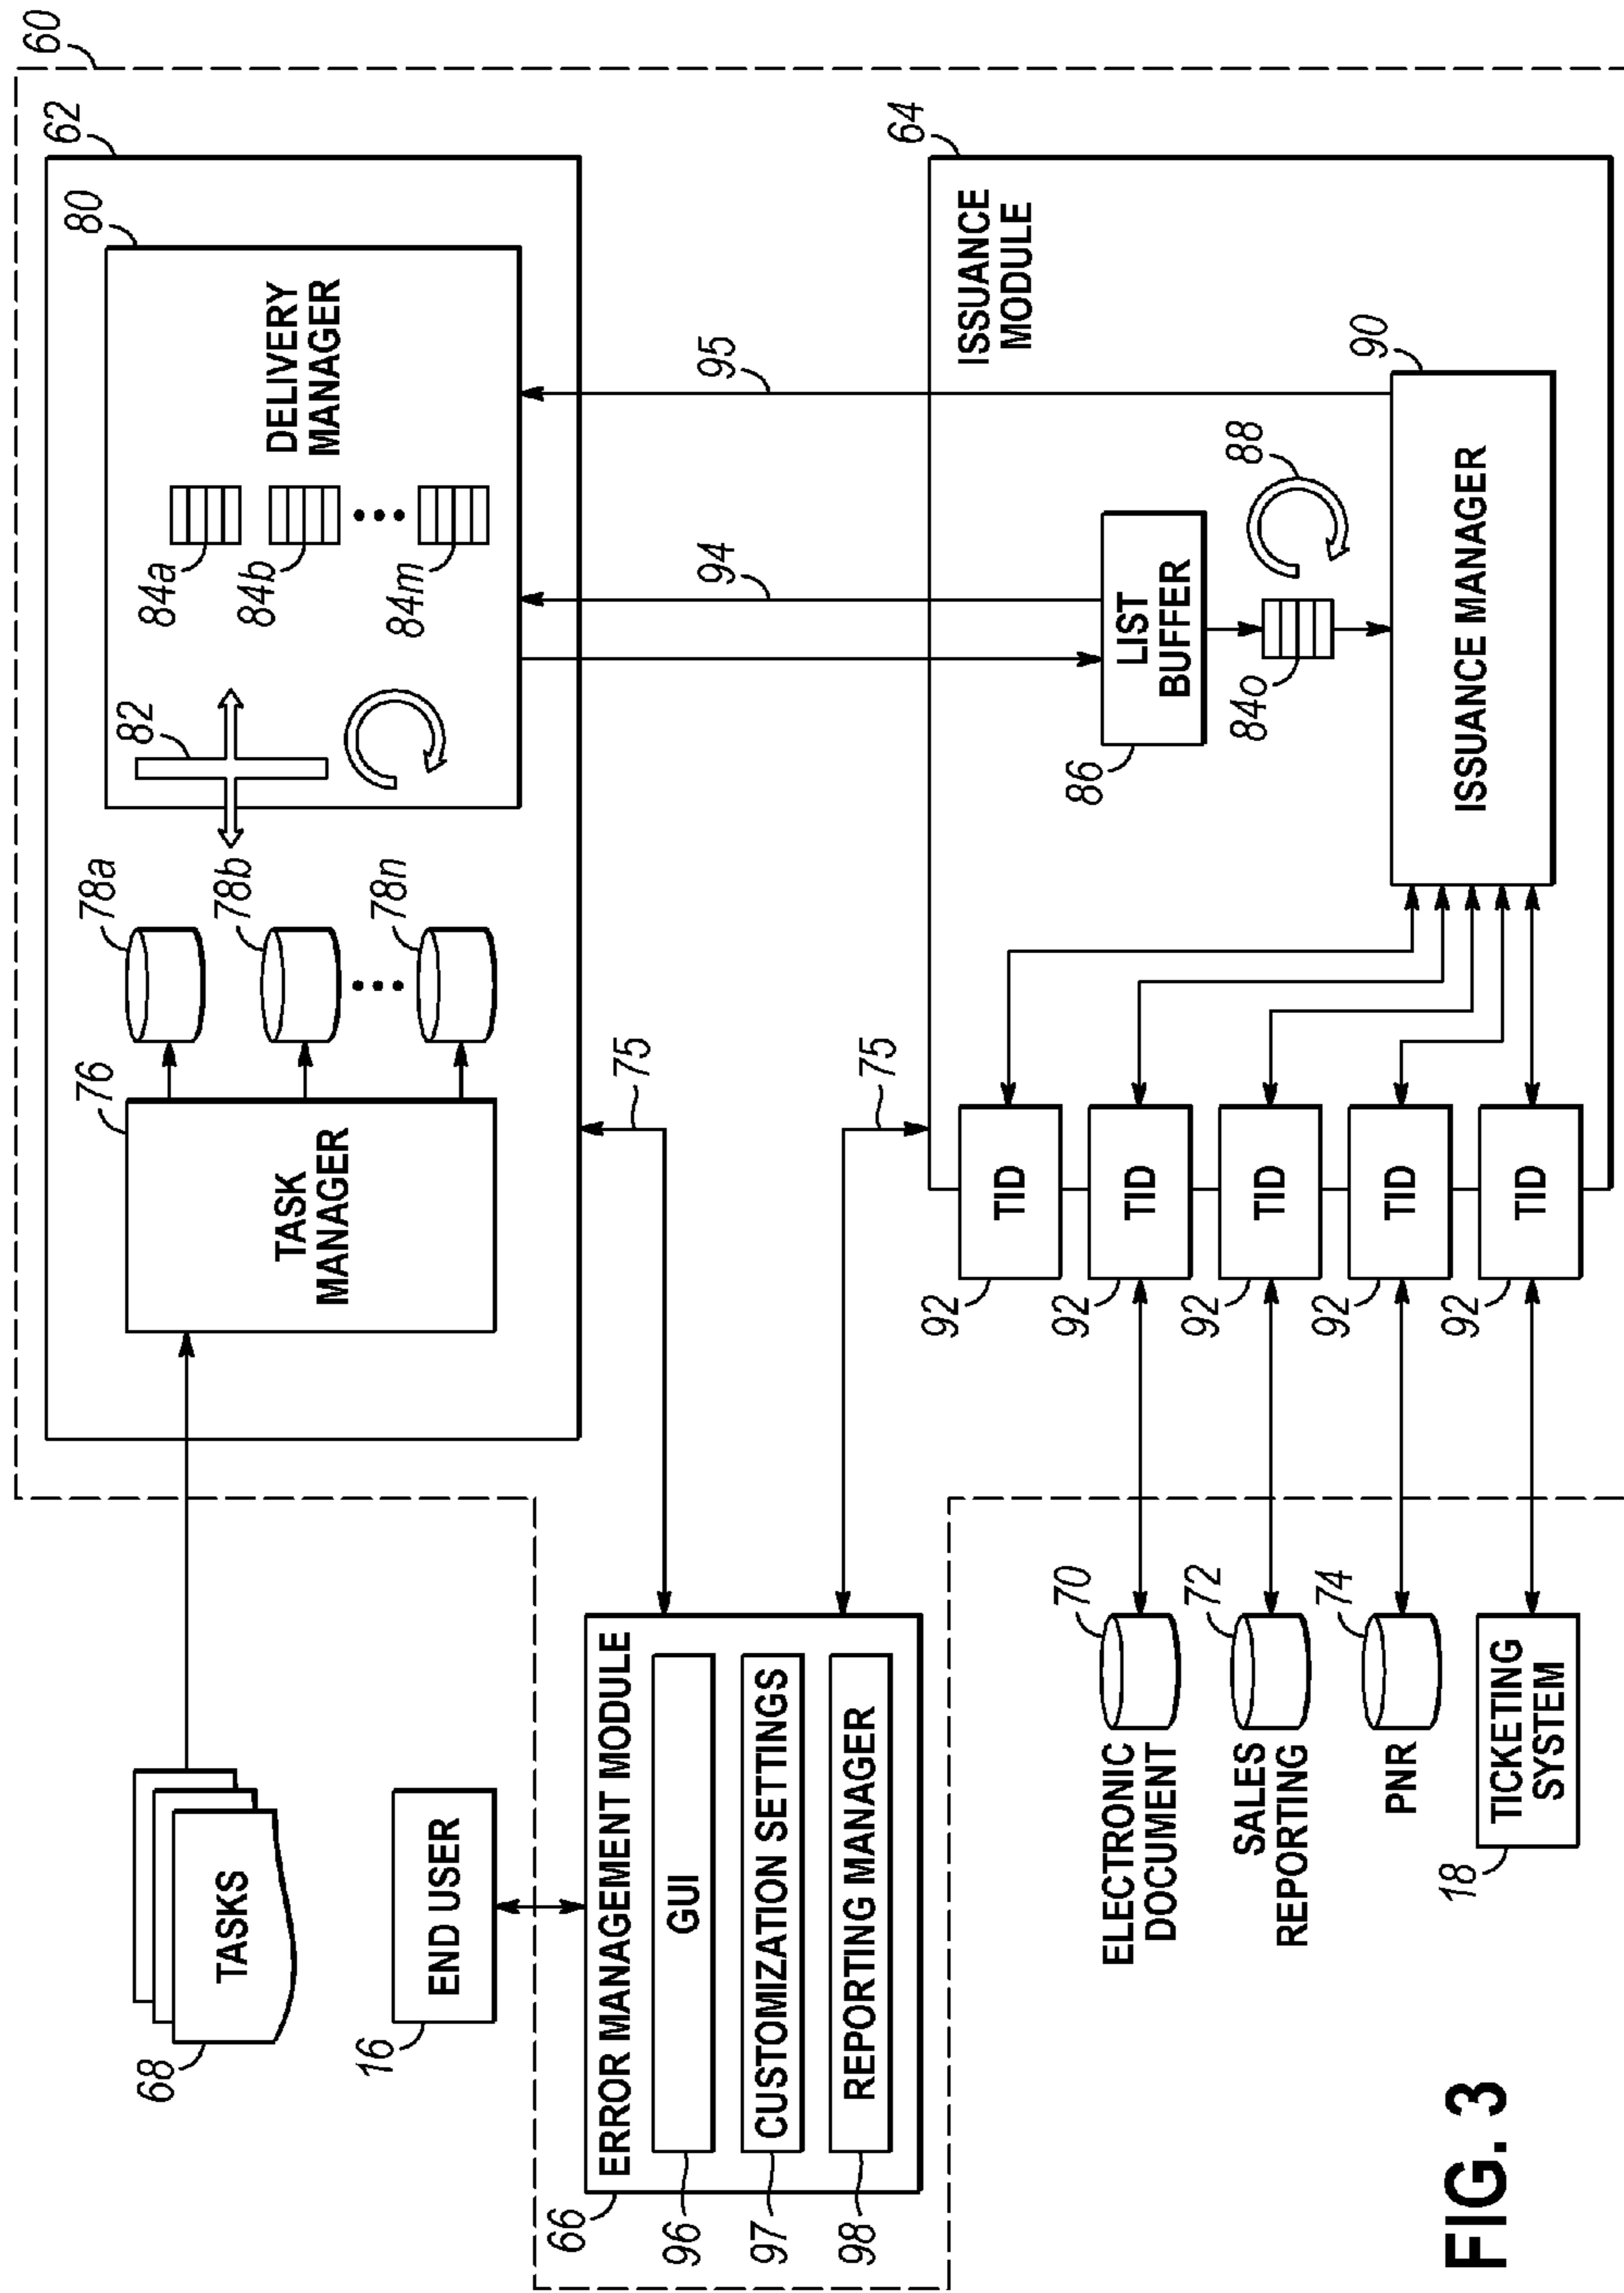 60
62
80
DELIVERY
MANAGER
82
84a
84b
84m
78a
78b
78n
76
TASK
MANAGER
TASKS
68
END USER
16
75
75
94
95
ERROR MANAGEMENT MODULE
GUI
CUSTOMIZATION SETTINGS
REPORTING MANAGER
66
96
97
98
64
ISSUANCE
MODULE
LIST
BUFFER
86
84o
88
90
ISSUANCE MANAGER
TID
TID
TID
TID
TID
92
92
92
92
92
70
ELECTRONIC
DOCUMENT
72
SALES
REPORTING
74
PNR
TICKETING
SYSTEM
18
FIG. 3